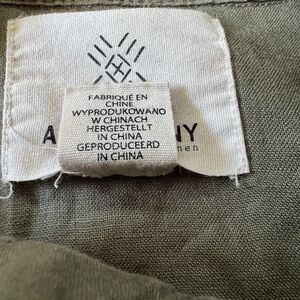 FABRIQUÉ EN
CHINE
WYPRODUKOWANO
W CHINACH
HERGESTELLT
IN CHINA
GEPRODUCEERD
IN CHINA